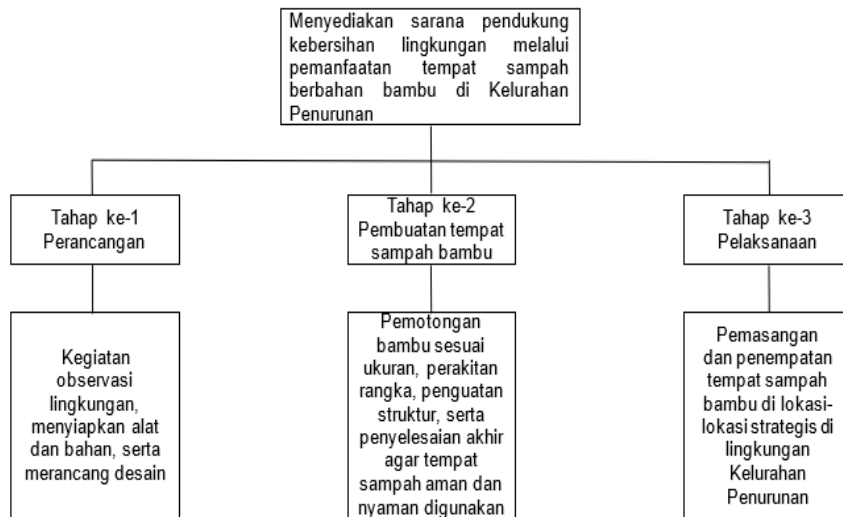 Menyediakan sarana pendukung
kebersihan lingkungan melalui
pemanfaatan tempat sampah
berbahan bambu di Kelurahan
Penurunan
Tahap ke-1
Perancangan
Tahap ke-2
Pembuatan tempat
sampah bambu
Tahap ke-3
Pelaksanaan
Kegiatan
observasi
lingkungan,
menyiapkan alat
dan bahan, serta
merancang desain
Pemotongan
bambu sesuai
ukuran, perakitan
rangka, penguatan
struktur, serta
penyelesaian akhir
agar tempat
sampah aman dan
nyaman digunakan
Pemasangan
dan penempatan
tempat sampah
bambu di lokasi-
lokasi strategis di
lingkungan
Kelurahan
Penurunan